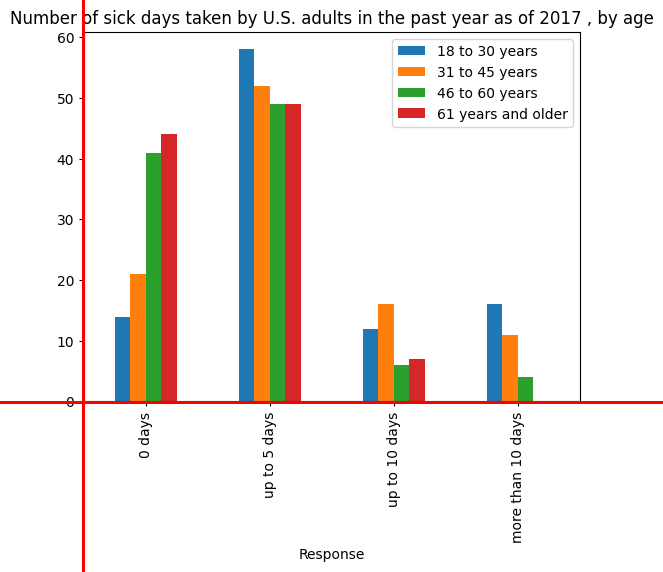 Number of sick days taken by U.S. adults in the past year as of 2017 , by age
60
50
40
30
20
10
0
18 to 30 years
31 to 45 years
46 to 60 years
61 years and older
0 days
up to 5 days
up to 10 days
more than 10 days
Response